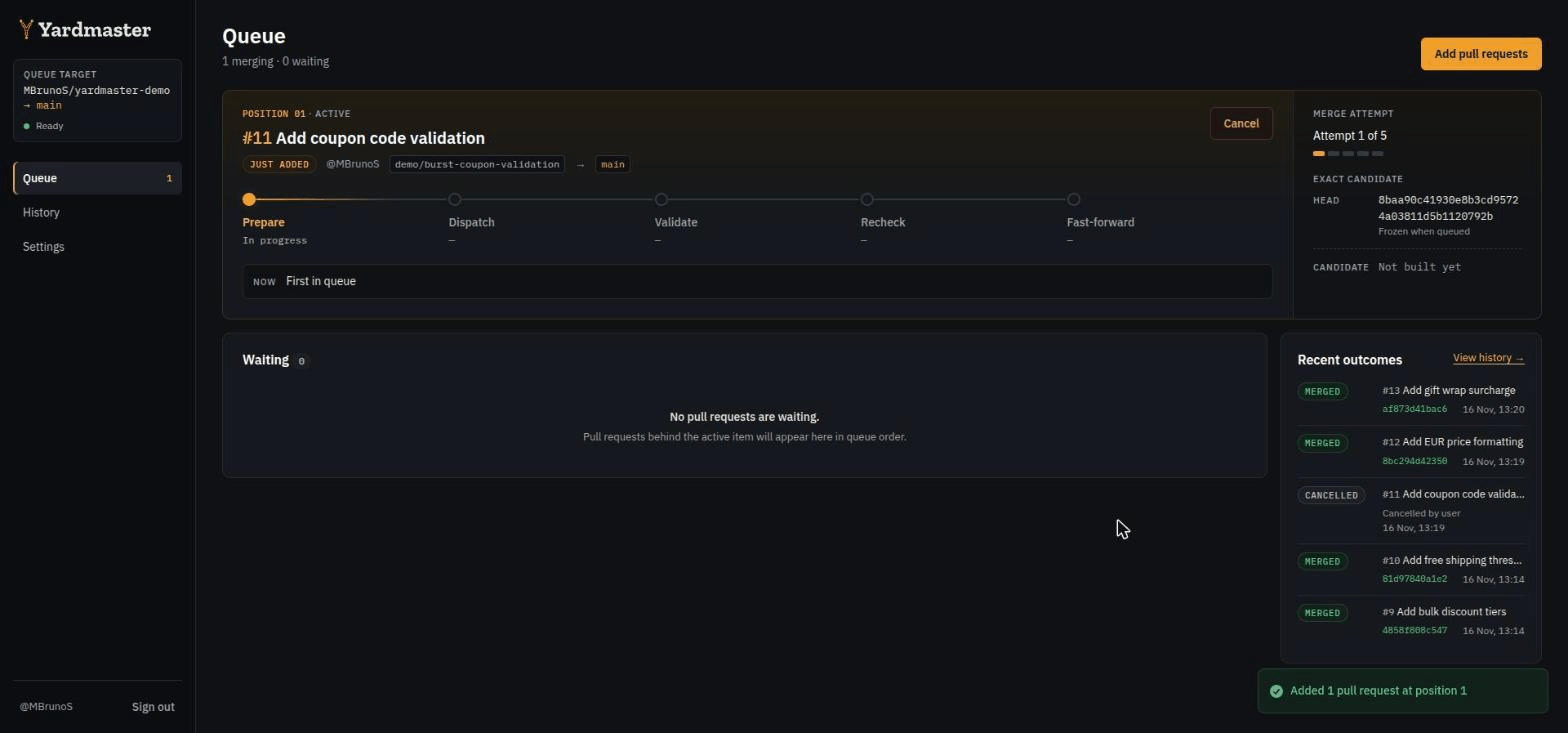 Yardmaster
QUEUE TARGET
MBrunoS/yardmaster-demo
→ main
Ready
Queue 1
History
Settings
@MBrunoS Sign out
Queue
1 merging · 0 waiting
Add pull requests
POSITION 01 · ACTIVE
#11 Add coupon code validation
Cancel
JUST ADDED @MBrunoS demo/burst-coupon-validation → main
Prepare Dispatch Validate Recheck Fast-forward
In progress — — — —
NOW First in queue
MERGE ATTEMPT
Attempt 1 of 5
EXACT CANDIDATE
HEAD 8baa90c41930e8b3cd9572
4a03811d5b1120792b
Frozen when queued
CANDIDATE Not built yet
Waiting 0
No pull requests are waiting.
Pull requests behind the active item will appear here in queue order.
Recent outcomes View history →
MERGED #13 Add gift wrap surcharge
af873d41bac6 16 Nov, 13:20
MERGED #12 Add EUR price formatting
8bc294d42350 16 Nov, 13:19
CANCELLED #11 Add coupon code valida...
Cancelled by user
16 Nov, 13:19
MERGED #10 Add free shipping thres...
81d97840a1e2 16 Nov, 13:14
MERGED #9 Add bulk discount tiers
4858f808c547 16 Nov, 13:14
Added 1 pull request at position 1